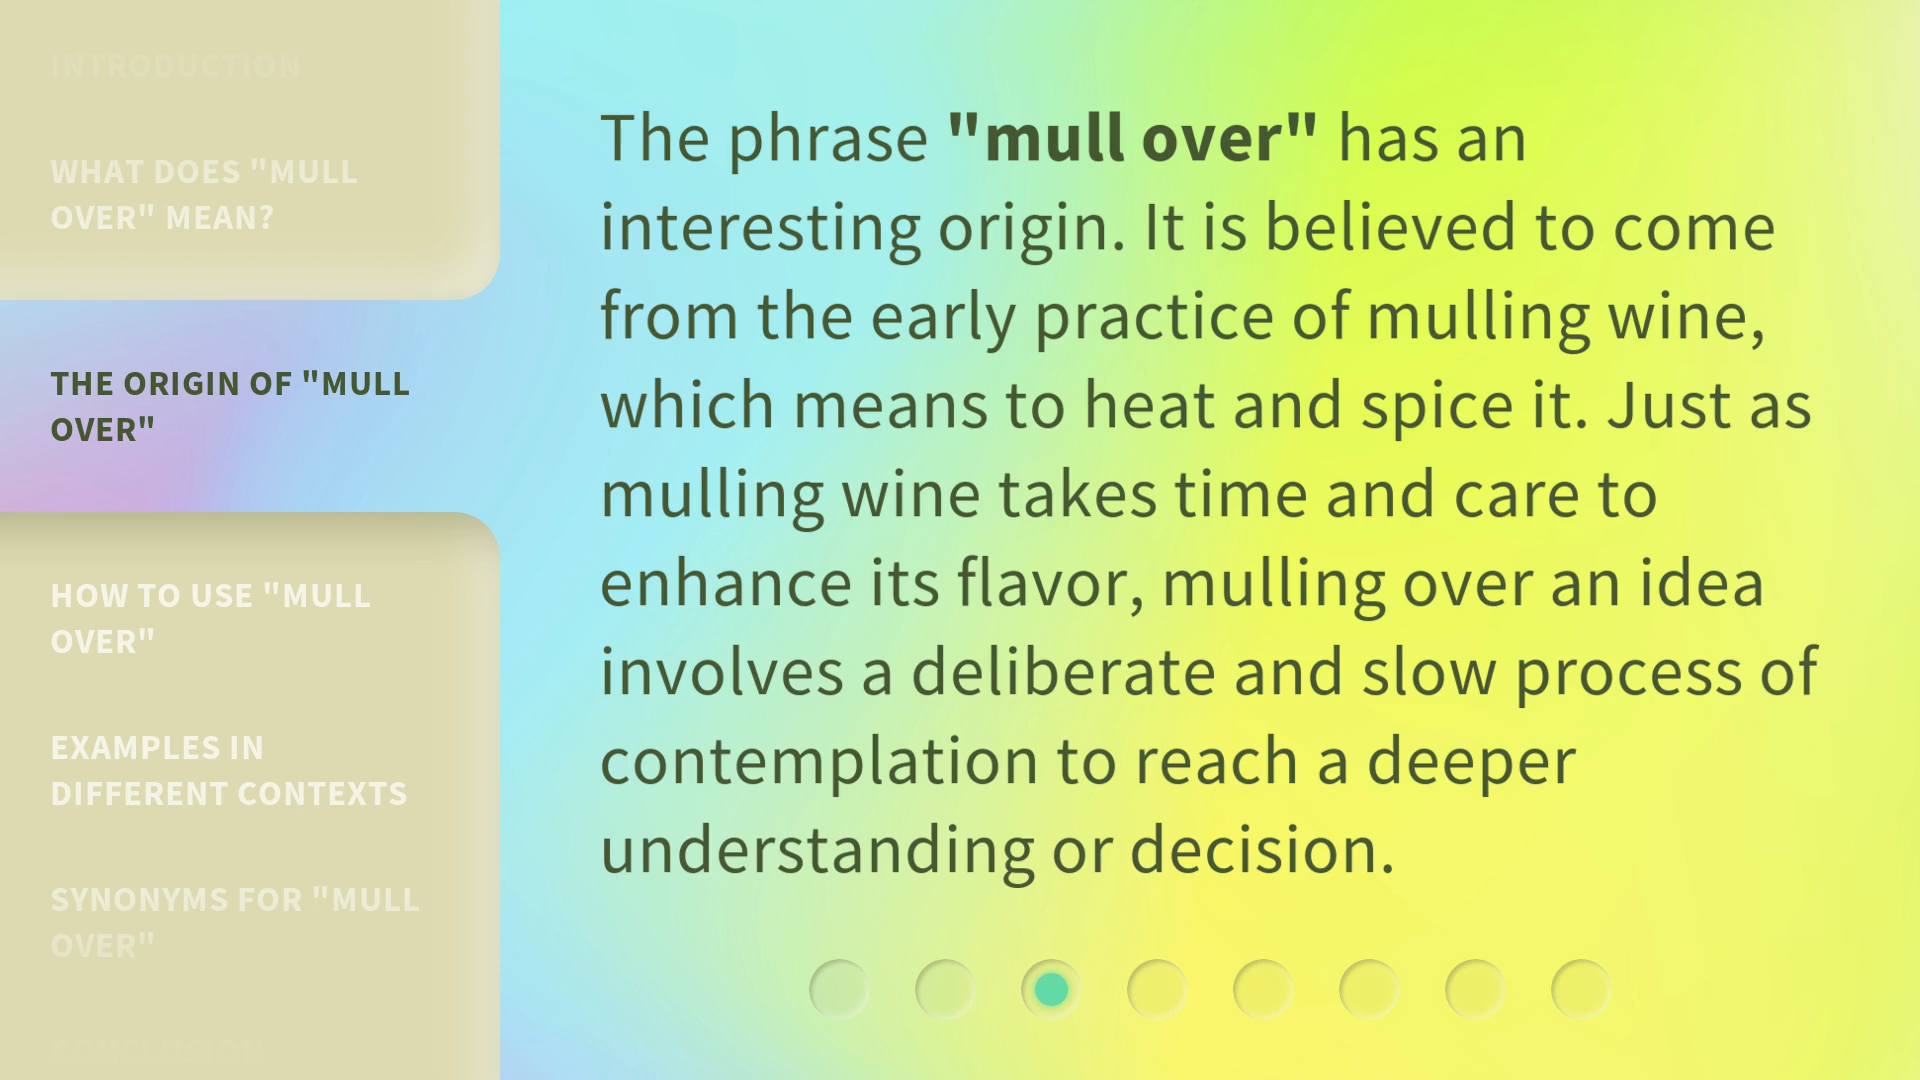 INTRODUCTION
WHAT DOES "MULL
OVER" MEAN?
THE ORIGIN OF "MULL
OVER"
HOW TO USE "MULL
OVER"
EXAMPLES IN
DIFFERENT CONTEXTS
SYNONYMS FOR "MULL
OVER"
CONCLUSION
The phrase "mull over" has an
interesting origin. It is believed to come
from the early practice of mulling wine,
which means to heat and spice it. Just as
mulling wine takes time and care to
enhance its flavor, mulling over an idea
involves a deliberate and slow process of
contemplation to reach a deeper
understanding or decision.